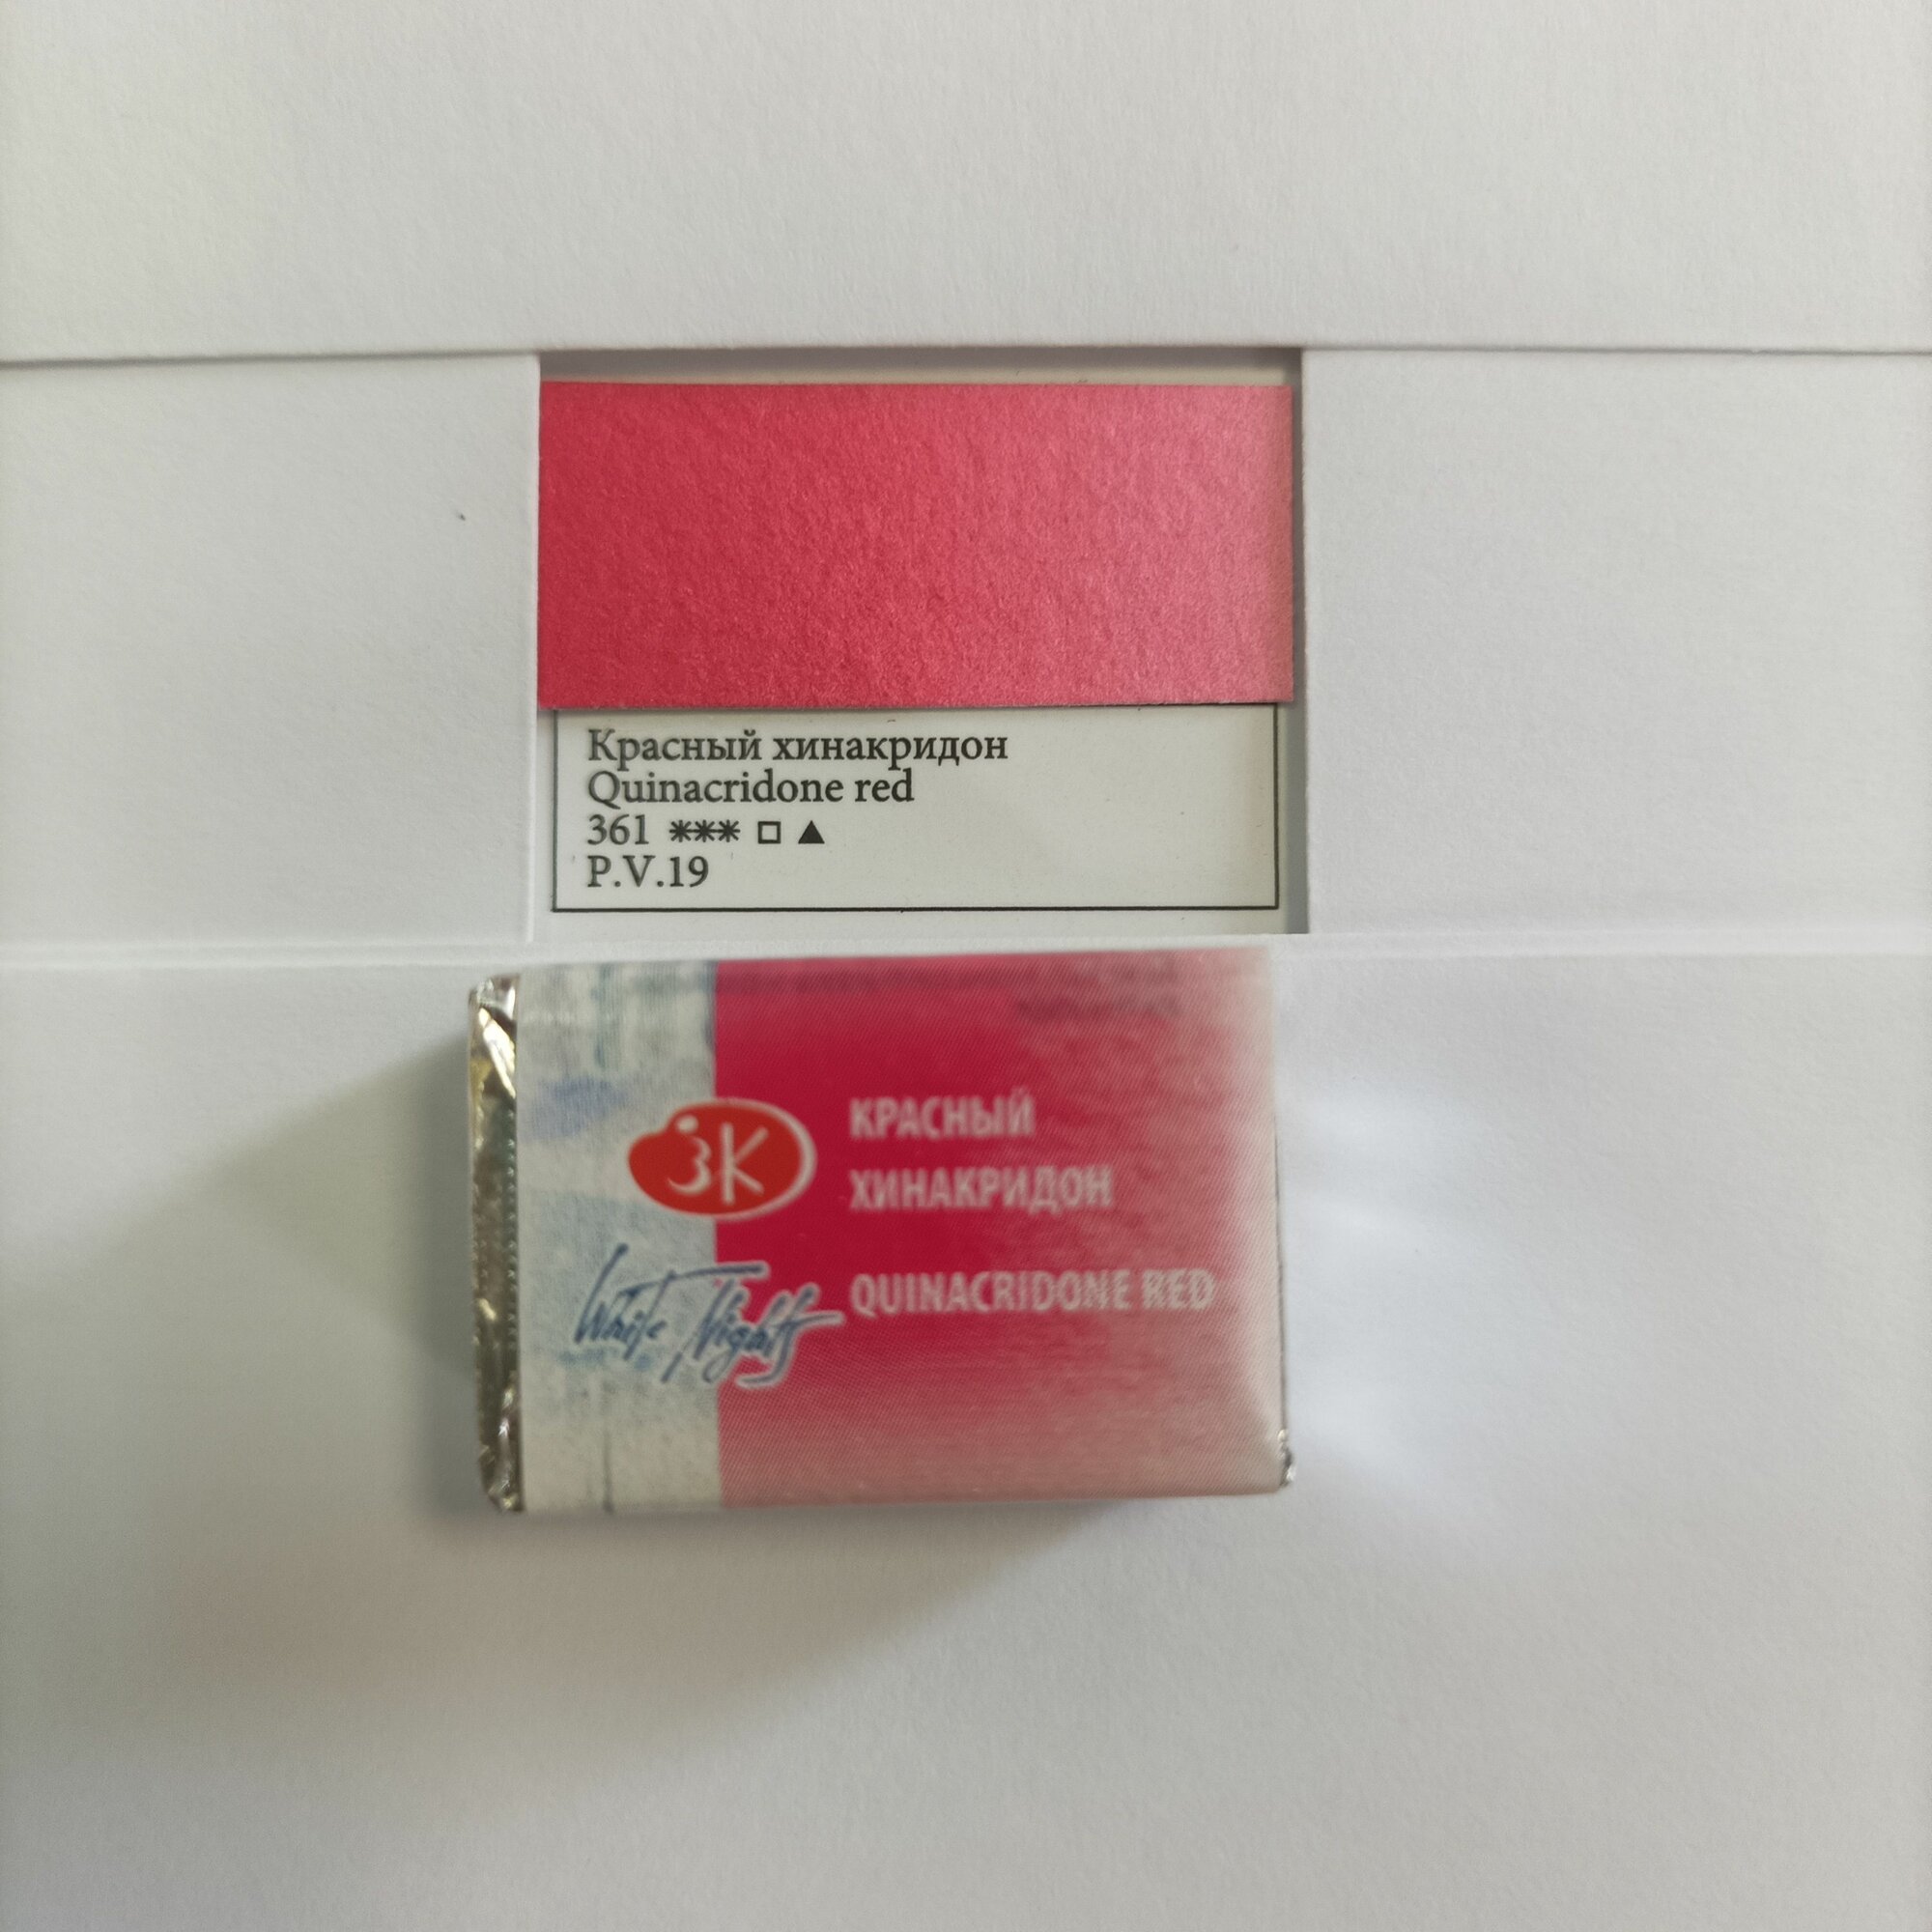 Красный хинакридон
Quinacridone red
361 ✳✳✳ □ ▲
P.V.19
ЗК
КРАСНЫЙ
ХИНАКРИДОН
White Nights
QUINACRIDONE RED